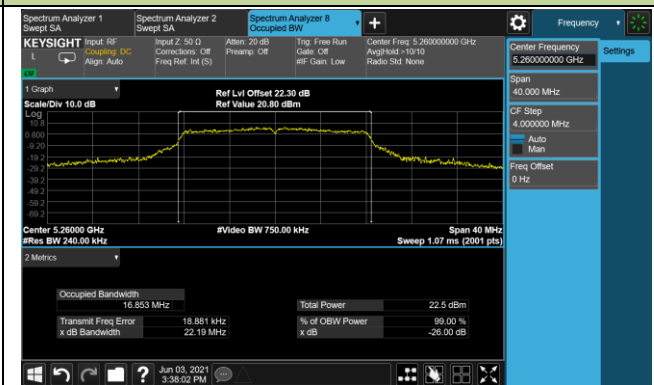 Spectrum Analyzer 1
Swept SA
Spectrum Analyzer 2
Swept SA
Spectrum Analyzer 8
Occupied BW
+
Frequency
KEYSIGHT
L
Input: RF
Coupling: DC
Align: Auto
Input Z: 50 Ω
Corrections: Off
Freq Ref: Int (S)
Atten: 20 dB
Preamp: Off
Trig: Free Run
Gate: Off
#IF Gain: Low
Center Freq: 5.260000000 GHz
Avg|Hold:>10/10
Radio Std: None
Center Frequency
5.260000000 GHz
Settings
Span
40.000 MHz
CF Step
4.000000 MHz
Auto
Man
Freq Offset
0 Hz
1 Graph
Scale/Div 10.0 dB
Ref Lvl Offset 22.30 dB
Ref Value 20.80 dBm
Log
10.8
0.800
-9.20
-19.2
-29.2
-39.2
-49.2
-59.2
-69.2
Center 5.26000 GHz
#Res BW 240.00 kHz
#Video BW 750.00 kHz
Span 40 MHz
Sweep 1.07 ms (2001 pts)
2 Metrics
Occupied Bandwidth
16.853 MHz
Total Power 22.5 dBm
Transmit Freq Error 18.881 kHz
% of OBW Power 99.00 %
x dB Bandwidth 22.19 MHz
x dB -26.00 dB
?
Jun 03, 2021
3:38:02 PM